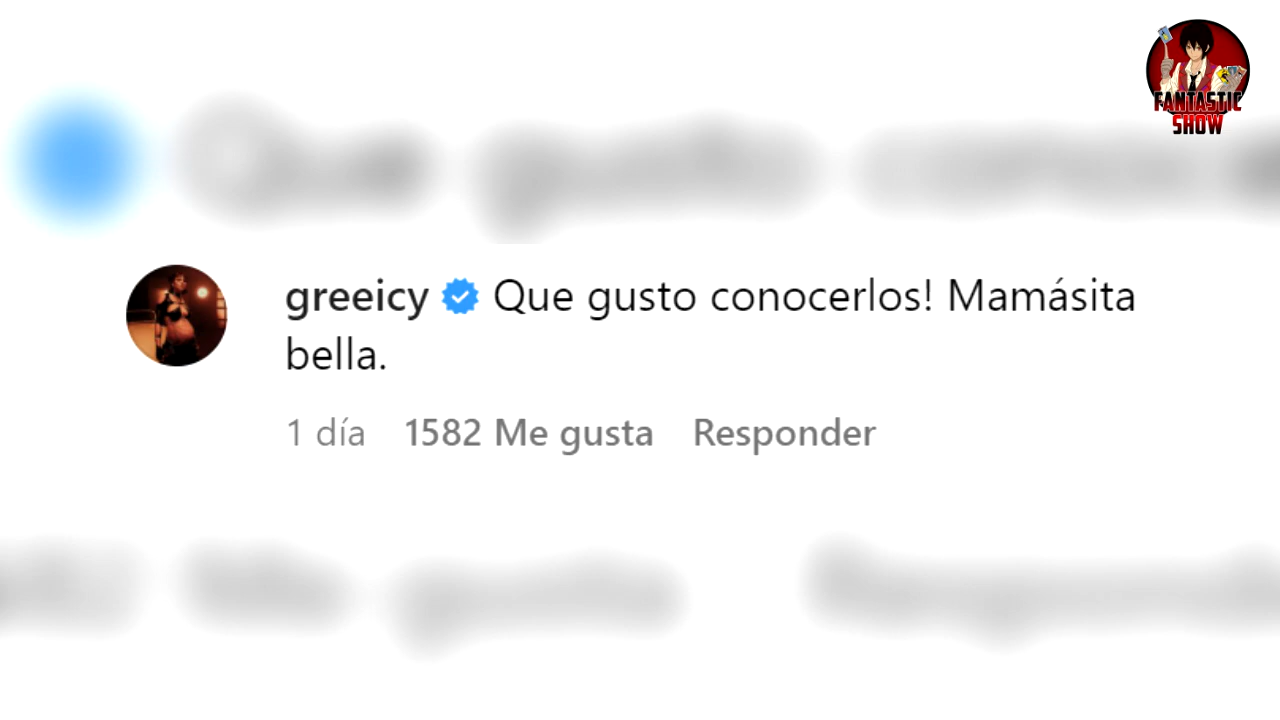 FANTASTIC
SHOW
greeicy Que gusto conocerlos! Mamásita
bella.
1 día 1582 Me gusta Responder